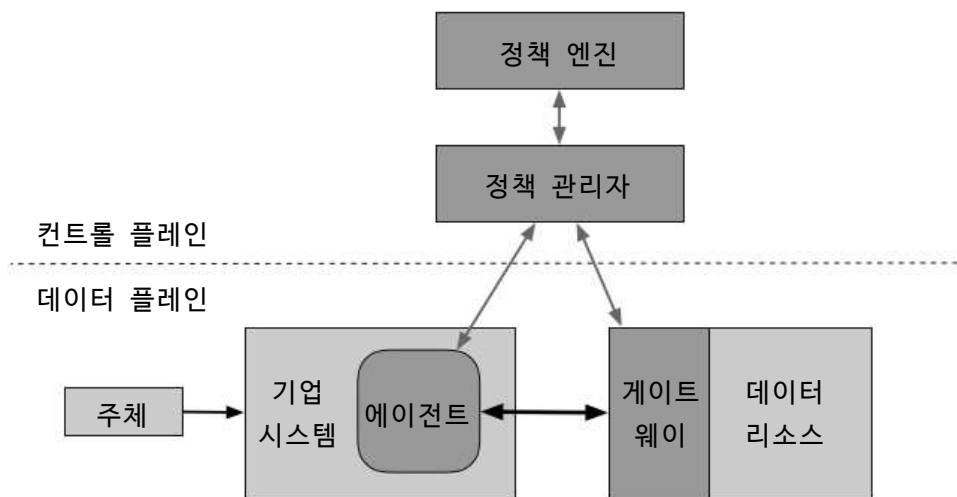 정책 엔진
정책 관리자
컨트롤 플레인
데이터 플레인
주체
기업
시스템
에이전트
게이트
웨이
데이터
리소스